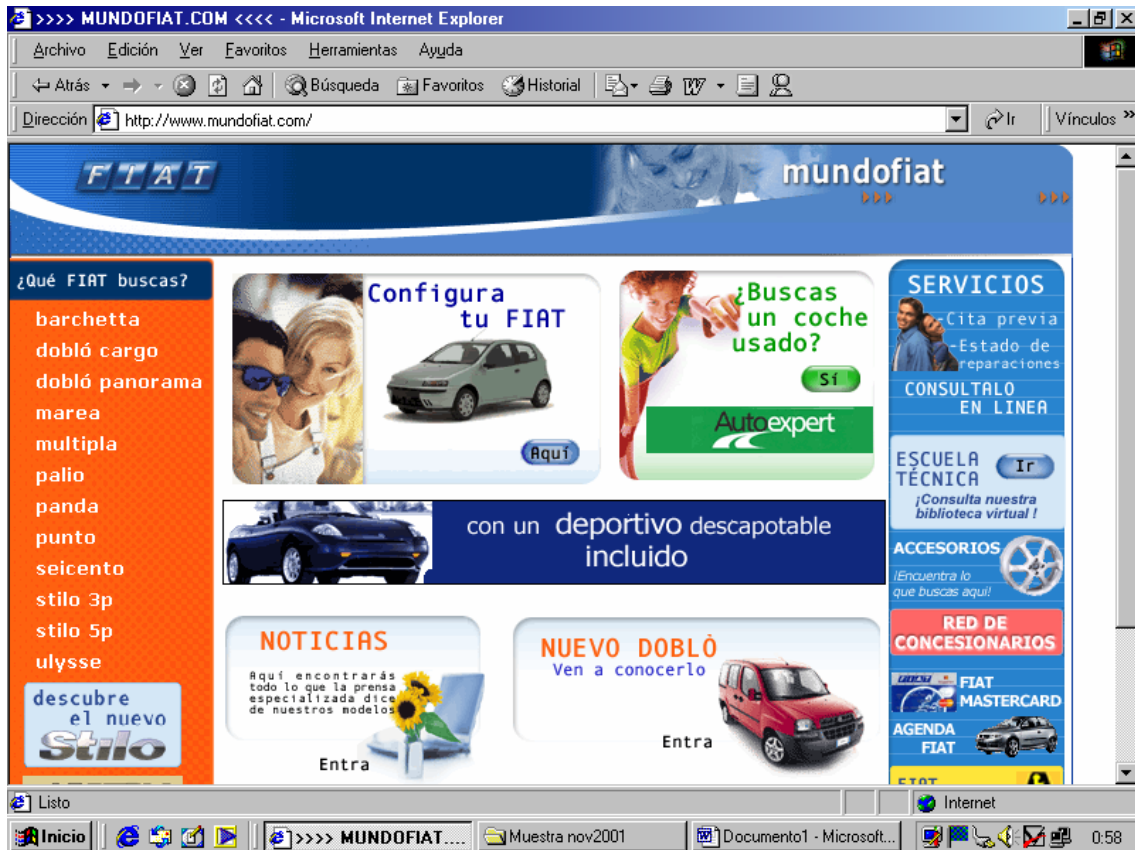 >>>> MUNDOFIAT.COM <<<< - Microsoft Internet Explorer
Archivo Edición Ver Favoritos Herramientas Ayuda
Atrás Búsqueda Favoritos Historial
Dirección http://www.mundofiat.com/ Ir Vínculos »
FIAT
mundofiat
¿Qué FIAT buscas?
barchetta
dobló cargo
dobló panorama
marea
multipla
palio
panda
punto
seicento
stilo 3p
stilo 5p
ulysse
descubre
el nuevo
Stilo
Configura
tu FIAT
Aquí
¿Buscas
un coche
usado?
Sí
Autoexpert
con un deportivo descapotable
incluido
NOTICIAS
Aquí encontrarás
todo lo que la prensa
especializada dice
de nuestros modelos
Entra
NUEVO DOBLÒ
Ven a conocerlo
Entra
SERVICIOS
-Cita previa
-Estado de
reparaciones
CONSULTALO
EN LINEA
ESCUELA
TÉCNICA
Ir
¡Consulta nuestra
biblioteca virtual !
ACCESORIOS
¡Encuentra lo
que buscas aquí!
RED DE
CONCESIONARIOS
FIAT
MASTERCARD
AGENDA
FIAT
FIAT
Listo Internet
Inicio >>>> MUNDOFIAT.... Muestra nov2001 Documento1 - Microsoft... 0:58